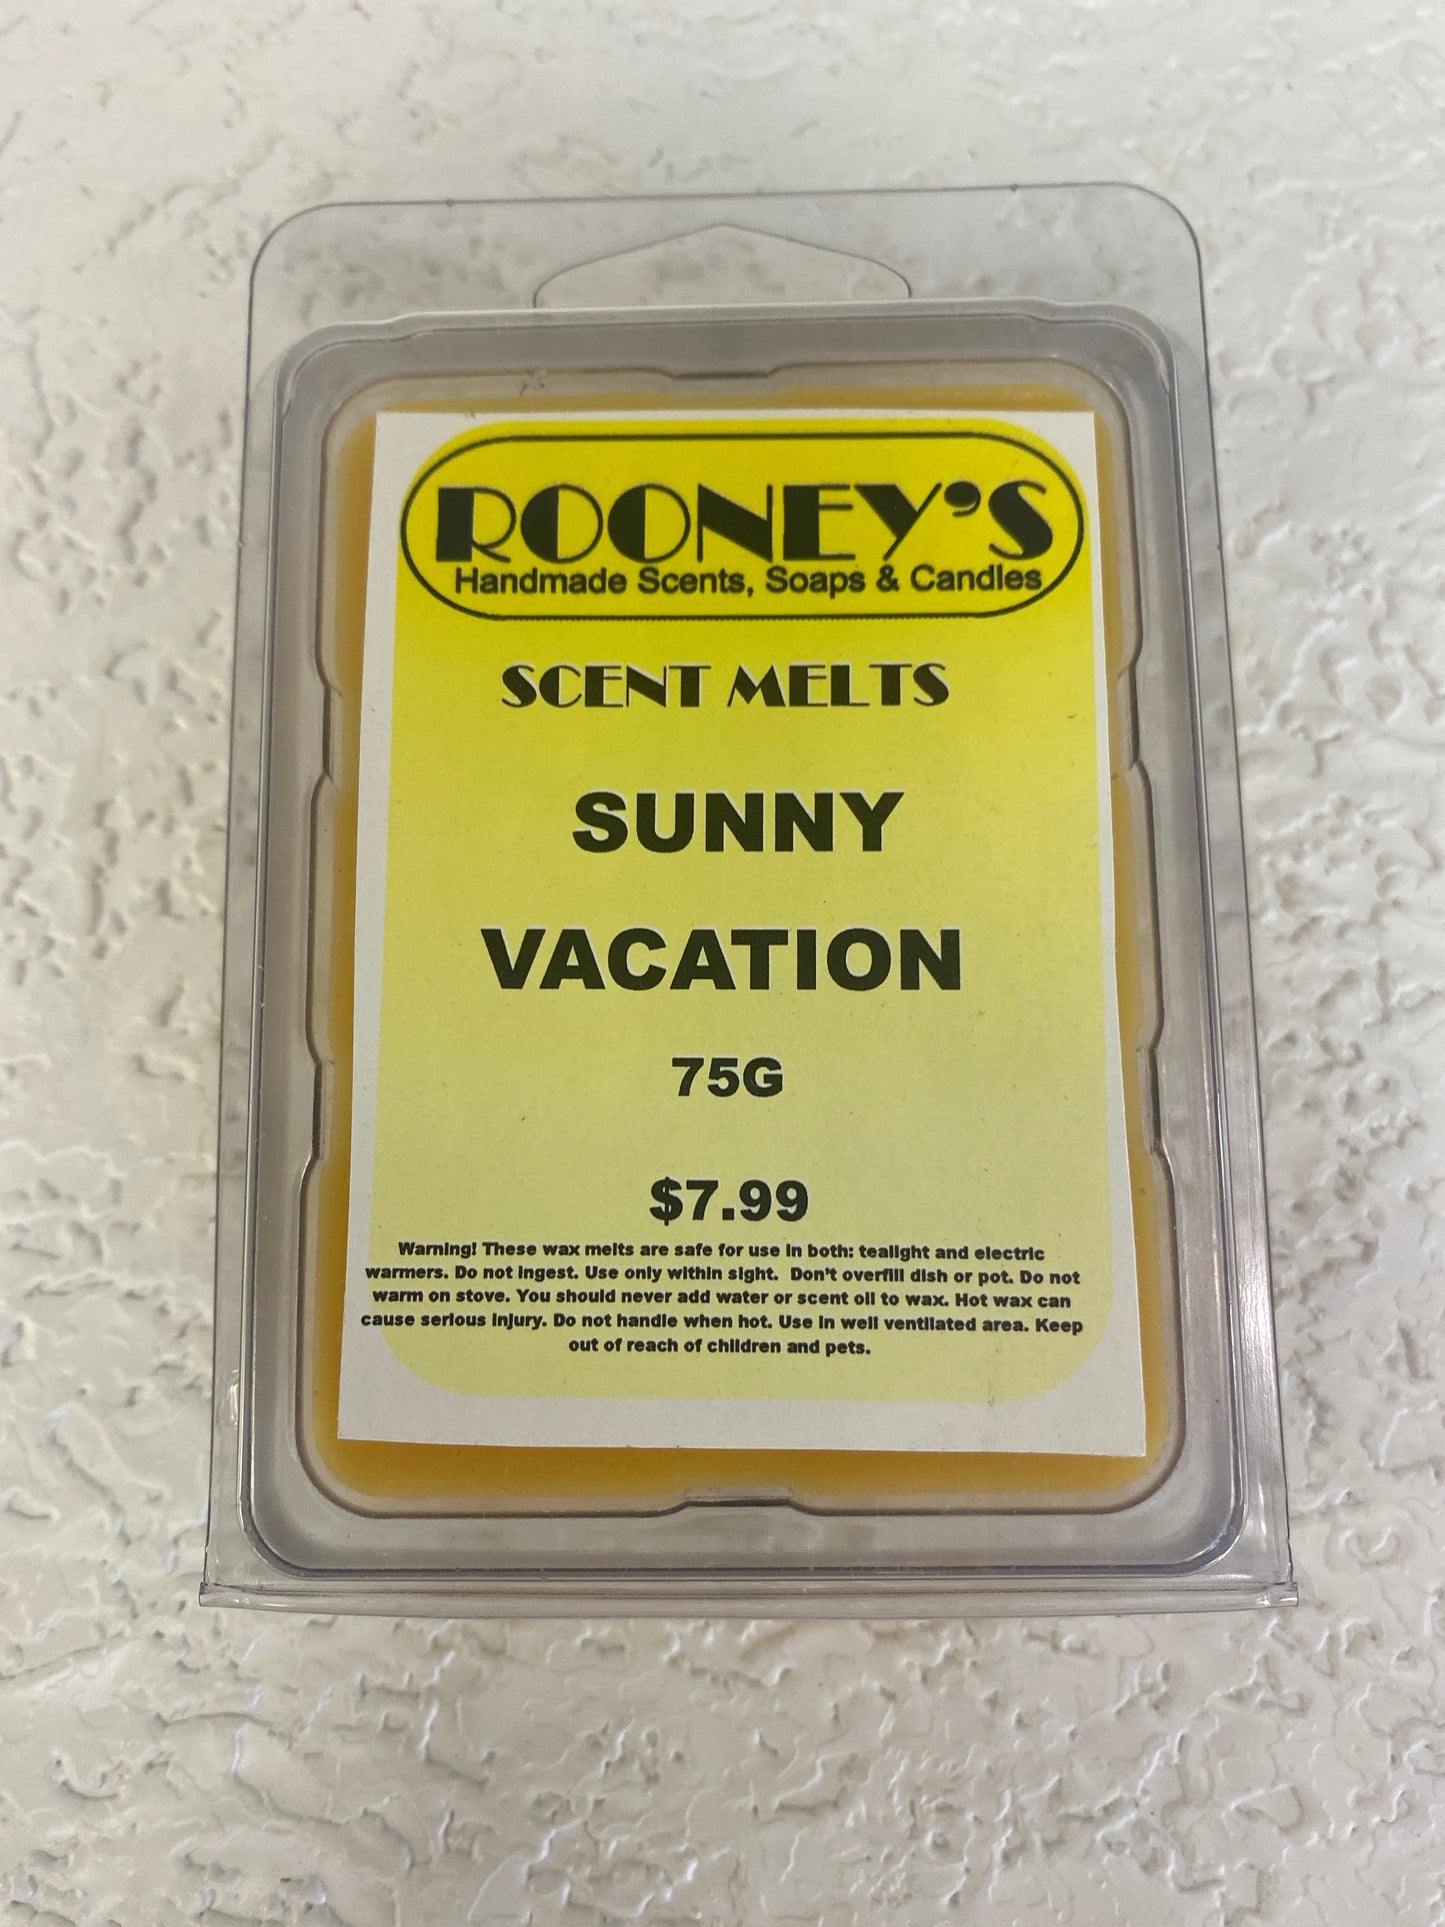 ROONEY'S
Handmade Scents, Soaps & Candles
SCENT MELTS
SUNNY
VACATION
75G
$7.99
Warning! These wax melts are safe for use in both: tealight and electric
warmers. Do not ingest. Use only within sight.  Don't overfill dish or pot. Do not
warm on stove. You should never add water or scent oil to wax. Hot wax can
cause serious injury. Do not handle when hot. Use in well ventilated area. Keep
out of reach of children and pets.